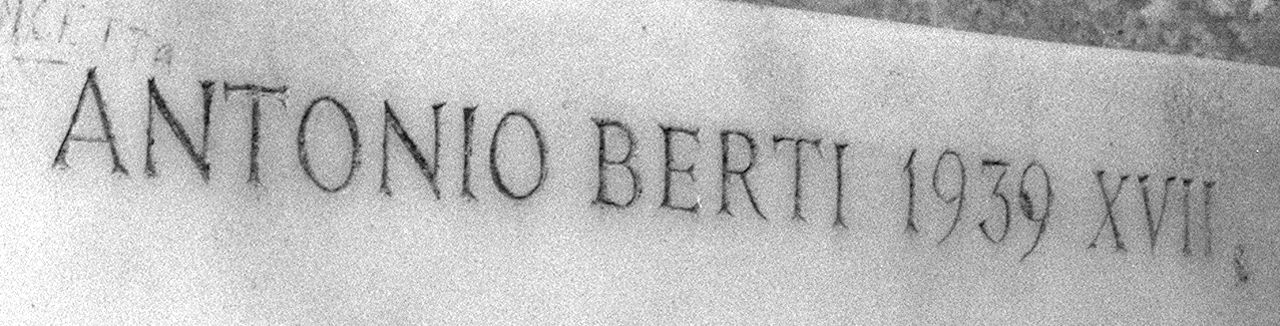 ANTONIO BERTI 1939 XVII